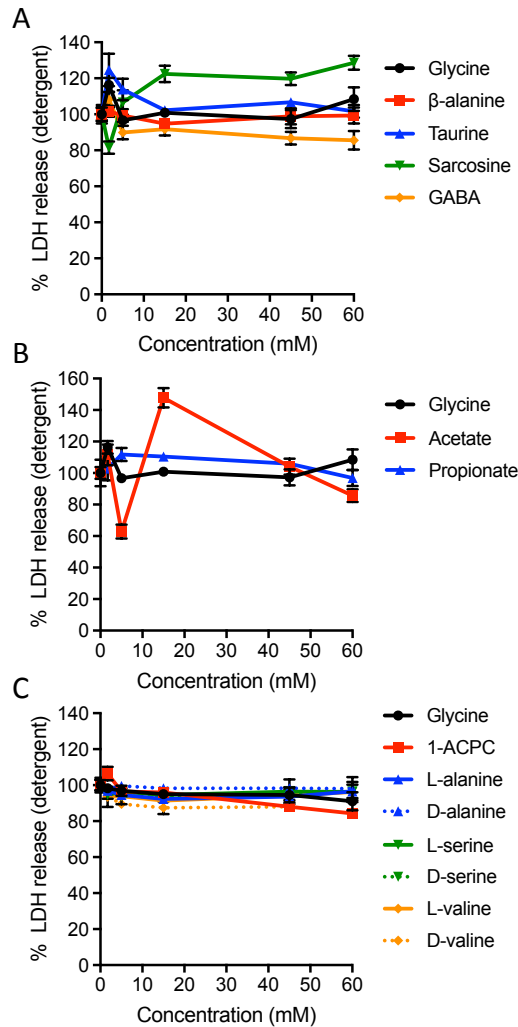 A
% LDH release (detergent)
140
120
100
80
60
40
20
0
0 10 20 30 40 50 60
Concentration (mM)
Glycine
β-alanine
Taurine
Sarcosine
GABA
B
% LDH release (detergent)
160
140
120
100
80
60
40
20
0
0 10 20 30 40 50 60
Concentration (mM)
Glycine
Acetate
Propionate
C
% LDH release (detergent)
140
120
100
80
60
40
20
0
0 10 20 30 40 50 60
Concentration (mM)
Glycine
1-ACPC
L-alanine
D-alanine
L-serine
D-serine
L-valine
D-valine